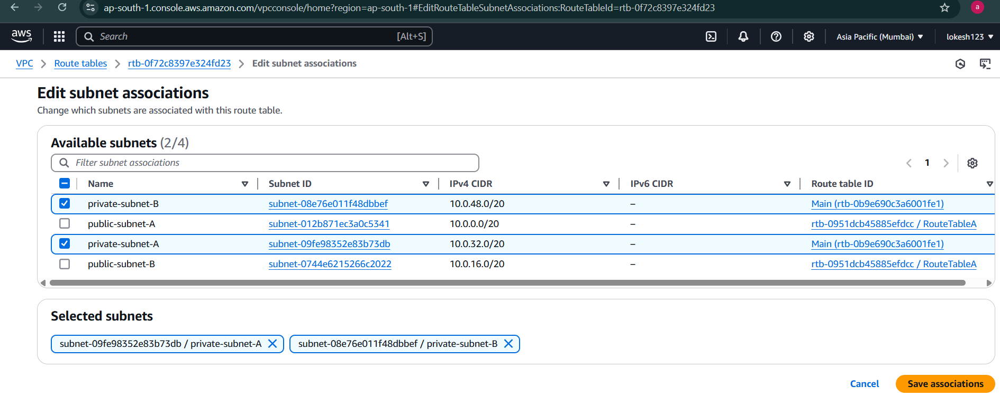 ap-south-1.console.aws.amazon.com/vpcconsole/home?region=ap-south-1#EditRouteTableSubnetAssociations:RouteTableId=rtb-0f72c8397e324fd23 a
aws Search [Alt+S] Asia Pacific (Mumbai) lokesh123
VPC Route tables rtb-0f72c8397e324fd23 Edit subnet associations
Edit subnet associations
Change which subnets are associated with this route table.
Available subnets (2/4)
Filter subnet associations 1
Name Subnet ID IPv4 CIDR IPv6 CIDR Route table ID
private-subnet-B subnet-08e76e011f48dbbef 10.0.48.0/20 – Main (rtb-0b9e690c3a6001fe1)
public-subnet-A subnet-012b871ec3a0c5341 10.0.0.0/20 – rtb-0951dcb45885efdcc / RouteTableA
private-subnet-A subnet-09fe98352e83b73db 10.0.32.0/20 – Main (rtb-0b9e690c3a6001fe1)
public-subnet-B subnet-0744e6215266c2022 10.0.16.0/20 – rtb-0951dcb45885efdcc / RouteTableA
Selected subnets
subnet-09fe98352e83b73db / private-subnet-A subnet-08e76e011f48dbbef / private-subnet-B
Cancel Save associations